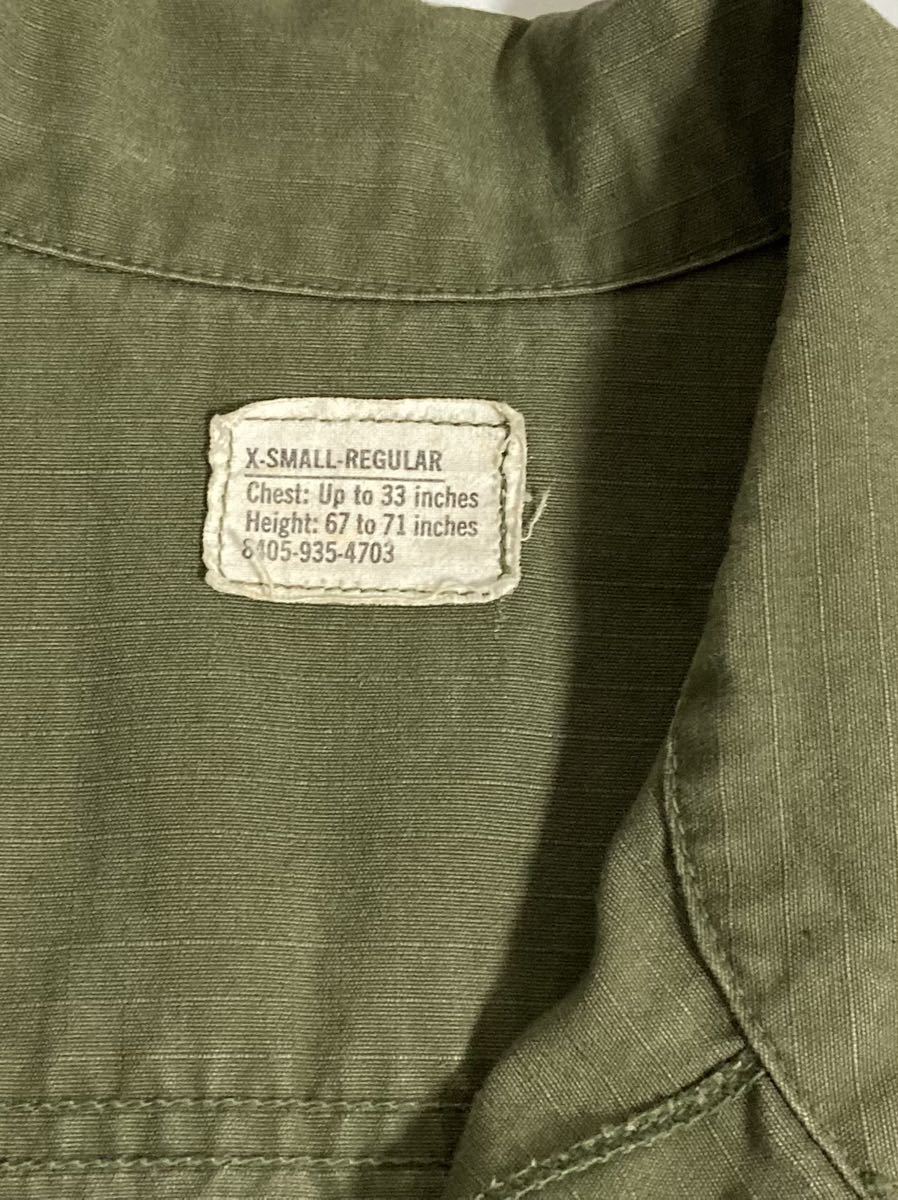 X-SMALL-REGULAR
Chest: Up to 33 inches
Height: 67 to 71 inches
8405-935-4703